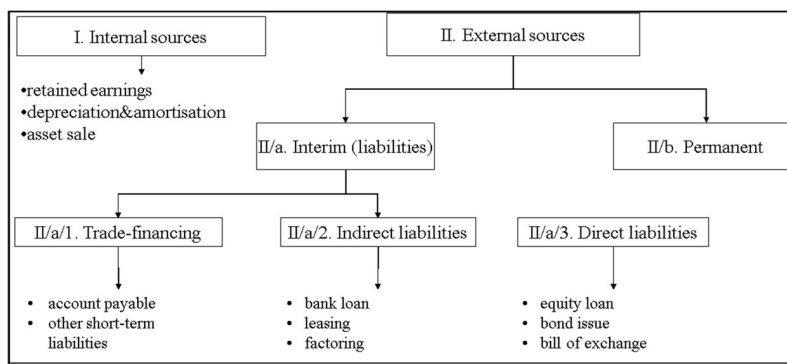 I. Internal sources
II. External sources
•retained earnings
•depreciation&amortisation
•asset sale
II/a. Interim (liabilities)
II/b. Permanent
II/a/1. Trade-financing
II/a/2. Indirect liabilities
II/a/3. Direct liabilities
• account payable
• other short-term
liabilities
• bank loan
• leasing
• factoring
• equity loan
• bond issue
• bill of exchange